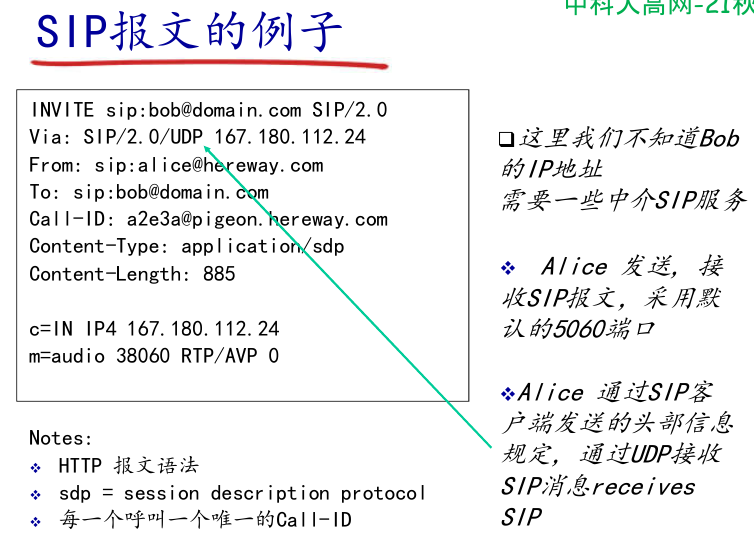 中科大高网-21秋
SIP报文的例子
INVITE sip:bob@domain.com SIP/2.0
Via: SIP/2.0/UDP 167.180.112.24
From: sip:alice@hereway.com
To: sip:bob@domain.com
Call-ID: a2e3a@pigeon.hereway.com
Content-Type: application/sdp
Content-Length: 885
c=IN IP4 167.180.112.24
m=audio 38060 RTP/AVP 0
Notes:
HTTP 报文语法
sdp = session description protocol
每一个呼叫一个唯一的Call-ID
这里我们不知道Bob
的IP地址
需要一些中介SIP服务
Alice 发送, 接
收SIP报文, 采用默
认的5060端口
Alice 通过SIP客
户端发送的头部信息
规定, 通过UDP接收
SIP消息receives
SIP